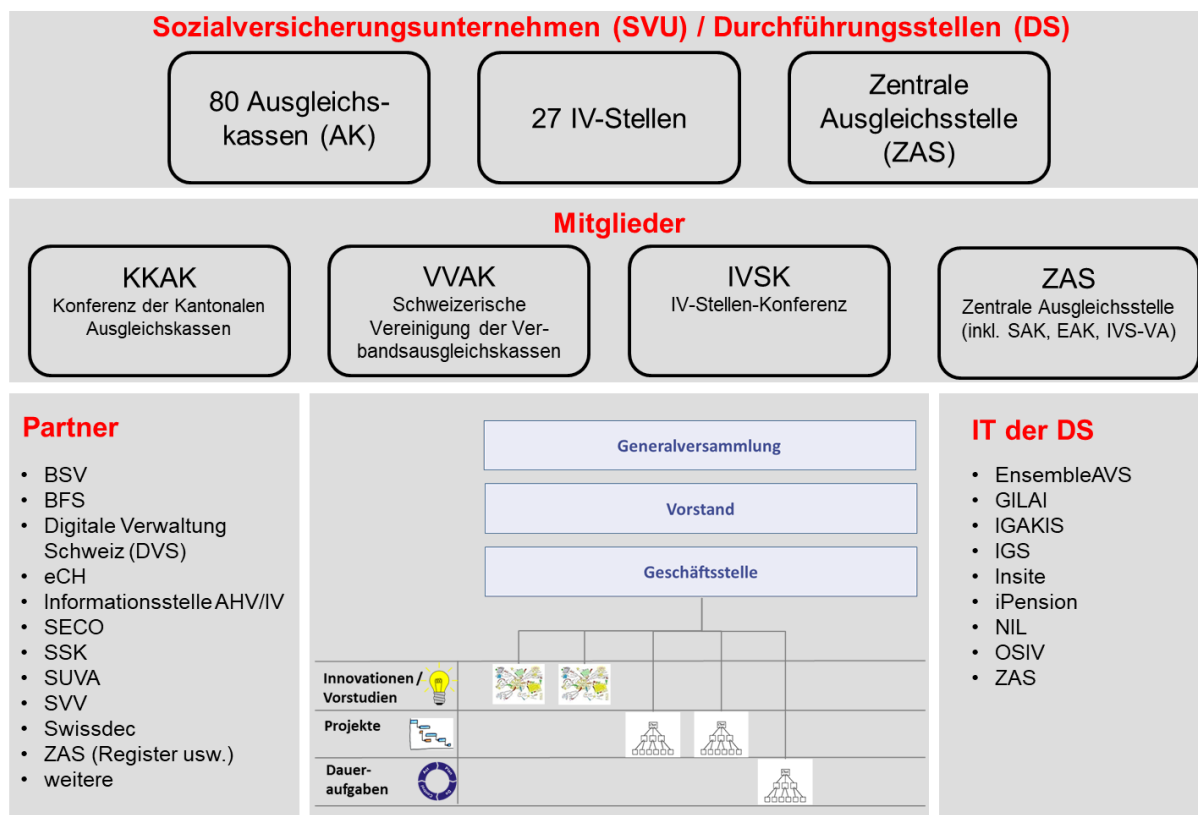 Sozialversicherungsunternehmen (SVU) / Durchführungsstellen (DS)
80 Ausgleichs-
kassen (AK)
27 IV-Stellen
Zentrale
Ausgleichsstelle
(ZAS)
Mitglieder
KKAK
Konferenz der Kantonalen
Ausgleichskassen
VVAK
Schweizerische
Vereinigung der Ver-
bandsausgleichskassen
IVSK
IV-Stellen-Konferenz
ZAS
Zentrale Ausgleichsstelle
(inkl. SAK, EAK, IVS-VA)
Partner
• BSV
• BFS
• Digitale Verwaltung
Schweiz (DVS)
• eCH
• Informationsstelle AHV/IV
• SECO
• SSK
• SUVA
• SVV
• Swissdec
• ZAS (Register usw.)
• weitere
Generalversammlung
Vorstand
Geschäftsstelle
Innovationen /
Vorstudien
Projekte
Dauer-
aufgaben
IT der DS
• EnsembleAVS
• GILAI
• IGAKIS
• IGS
• Insite
• iPension
• NIL
• OSIV
• ZAS